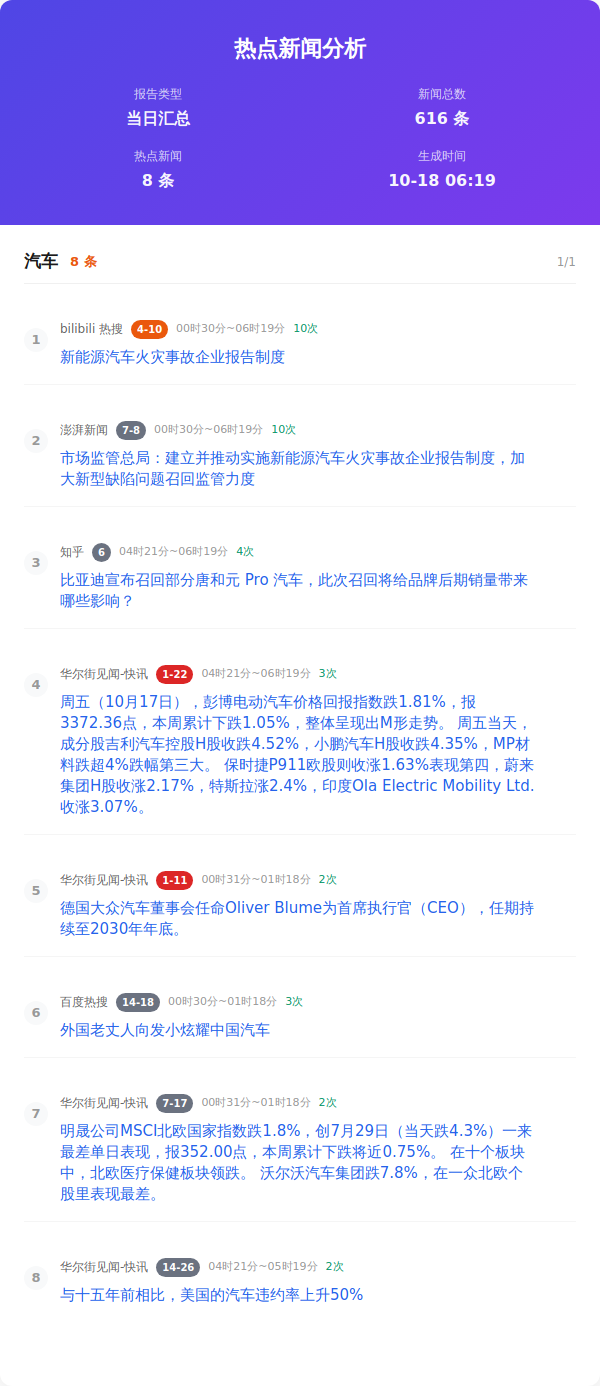 热点新闻分析
报告类型
当日汇总
新闻总数
616 条
热点新闻
8 条
生成时间
10-18 06:19
汽车 8 条 1/1
1
bilibili 热搜 4-10 00时30分~06时19分 10次
新能源汽车火灾事故企业报告制度
2
澎湃新闻 7-8 00时30分~06时19分 10次
市场监管总局：建立并推动实施新能源汽车火灾事故企业报告制度，加
大新型缺陷问题召回监管力度
3
知乎 6 04时21分~06时19分 4次
比亚迪宣布召回部分唐和元 Pro 汽车，此次召回将给品牌后期销量带来
哪些影响？
4
华尔街见闻-快讯 1-22 04时21分~06时19分 3次
周五（10月17日），彭博电动汽车价格回报指数跌1.81%，报
3372.36点，本周累计下跌1.05%，整体呈现出M形走势。 周五当天，
成分股吉利汽车控股H股收跌4.52%，小鹏汽车H股收跌4.35%，MP材
料跌超4%跌幅第三大。 保时捷P911欧股则收涨1.63%表现第四，蔚来
集团H股收涨2.17%，特斯拉涨2.4%，印度Ola Electric Mobility Ltd.
收涨3.07%。
5
华尔街见闻-快讯 1-11 00时31分~01时18分 2次
德国大众汽车董事会任命Oliver Blume为首席执行官（CEO），任期持
续至2030年年底。
6
百度热搜 14-18 00时30分~01时18分 3次
外国老丈人向发小炫耀中国汽车
7
华尔街见闻-快讯 7-17 00时31分~01时18分 2次
明晟公司MSCI北欧国家指数跌1.8%，创7月29日（当天跌4.3%）一来
最差单日表现，报352.00点，本周累计下跌将近0.75%。 在十个板块
中，北欧医疗保健板块领跌。 沃尔沃汽车集团跌7.8%，在一众北欧个
股里表现最差。
8
华尔街见闻-快讯 14-26 04时21分~05时19分 2次
与十五年前相比，美国的汽车违约率上升50%